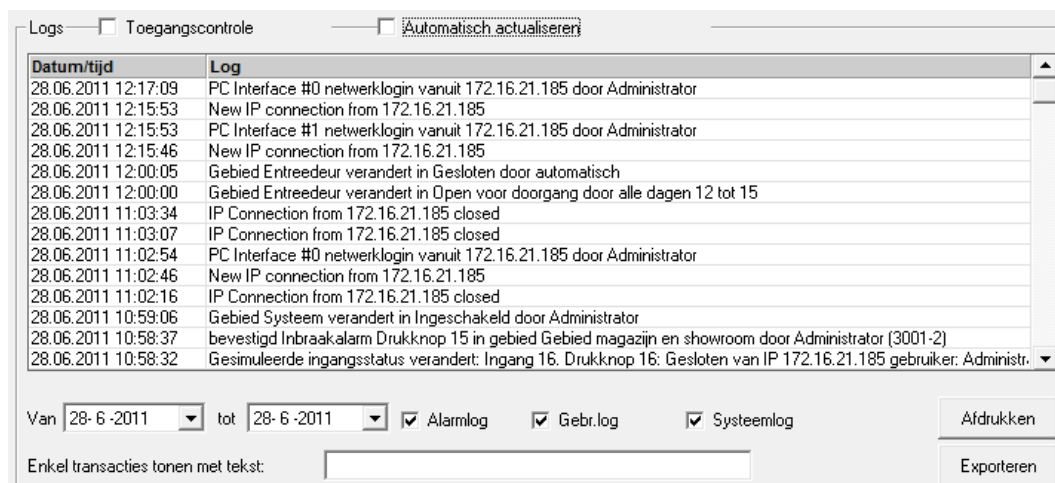 Logs Toegangscontrole Automatisch actualiseren
Datum/tijd Log
28.06.2011 12:17:09 PC Interface #0 netwerklogin vanuit 172.16.21.185 door Administrator
28.06.2011 12:15:53 New IP connection from 172.16.21.185
28.06.2011 12:15:53 PC Interface #1 netwerklogin vanuit 172.16.21.185 door Administrator
28.06.2011 12:15:46 New IP connection from 172.16.21.185
28.06.2011 12:00:05 Gebied Entreedeur verandert in Gesloten door automatisch
28.06.2011 12:00:00 Gebied Entreedeur verandert in Open voor doorgang door alle dagen 12 tot 15
28.06.2011 11:03:34 IP Connection from 172.16.21.185 closed
28.06.2011 11:03:07 IP Connection from 172.16.21.185 closed
28.06.2011 11:02:54 PC Interface #0 netwerklogin vanuit 172.16.21.185 door Administrator
28.06.2011 11:02:46 New IP connection from 172.16.21.185
28.06.2011 11:02:16 IP Connection from 172.16.21.185 closed
28.06.2011 10:59:06 Gebied Systeem verandert in Ingeschakeld door Administrator
28.06.2011 10:58:37 bevestigd Inbraakalarm Drukknop 15 in gebied Gebied magazijn en showroom door Administrator (3001-2)
28.06.2011 10:58:32 Gesimuleerde ingangsstatus verandert: Ingang 16. Drukknop 16: Gesloten van IP 172.16.21.185 gebruiker: Administr
Van 28- 6 -2011 tot 28- 6 -2011 Alarmlog Gebr.log Systeemlog Afdrukken
Enkel transacties tonen met tekst: Exporteren